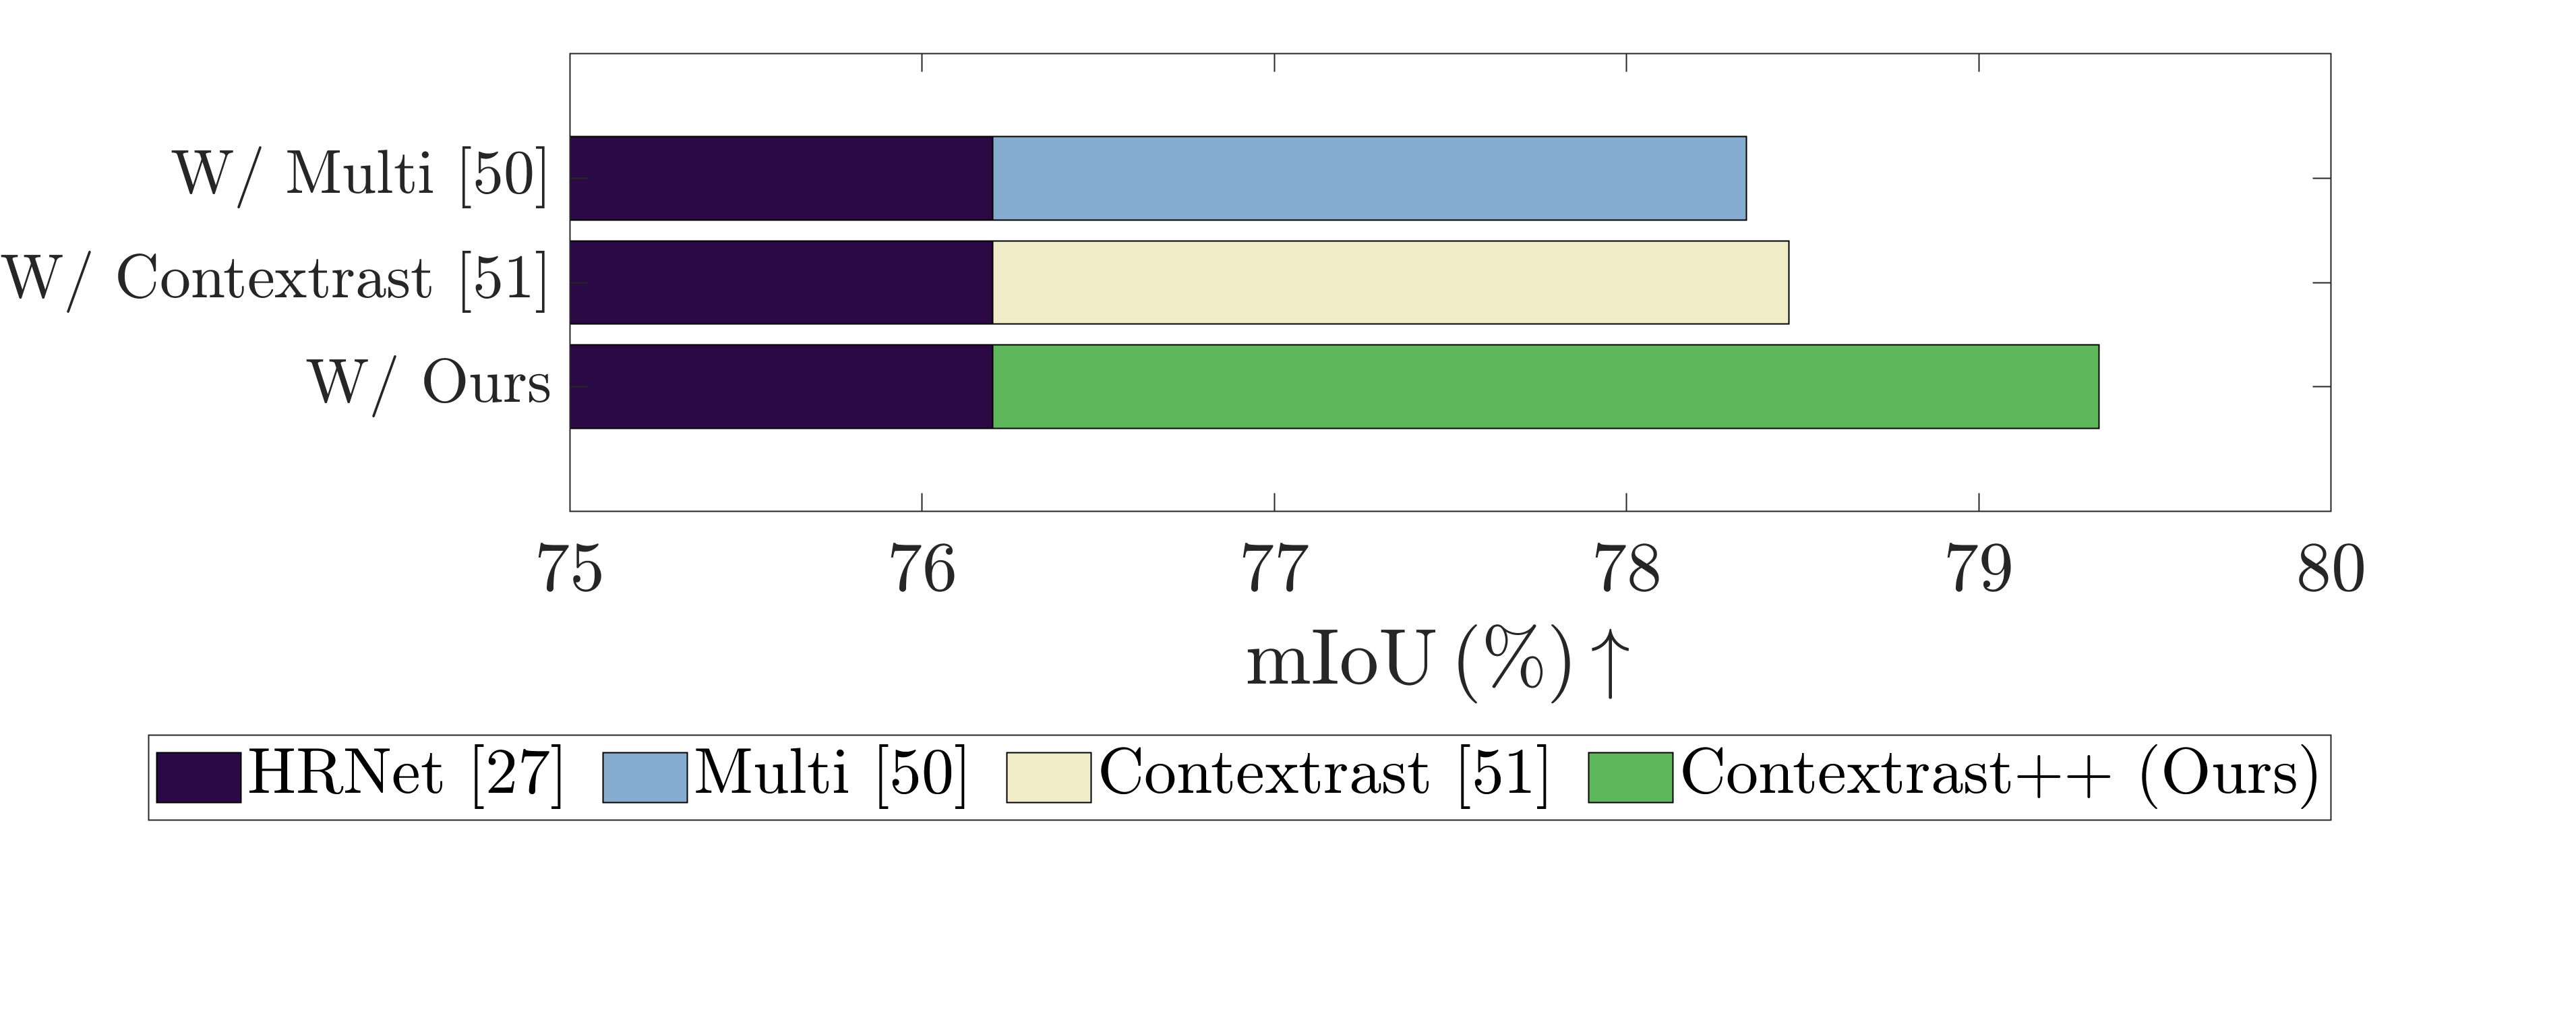 W/ Multi [50]
W/ Contextrast [51]
W/ Ours
75 76 77 78 79 80
mIoU (%) ↑
HRNet [27] Multi [50] Contextrast [51] Contextrast++ (Ours)